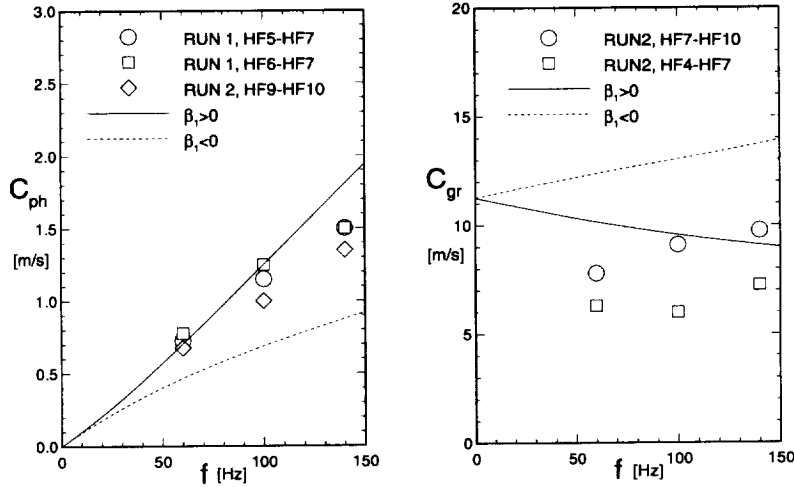 3.0
RUN 1, HF5-HF7
RUN 1, HF6-HF7
RUN 2, HF9-HF10
β₁>0
β₁<0
2.5
2.0
C_ph
1.5
[m/s]
1.0
0.5
0.0
0 50 100 150
f [Hz]
20
RUN2, HF7-HF10
RUN2, HF4-HF7
β₁>0
β₁<0
15
C_gr
10
[m/s]
5
0
0 50 100 150
f [Hz]